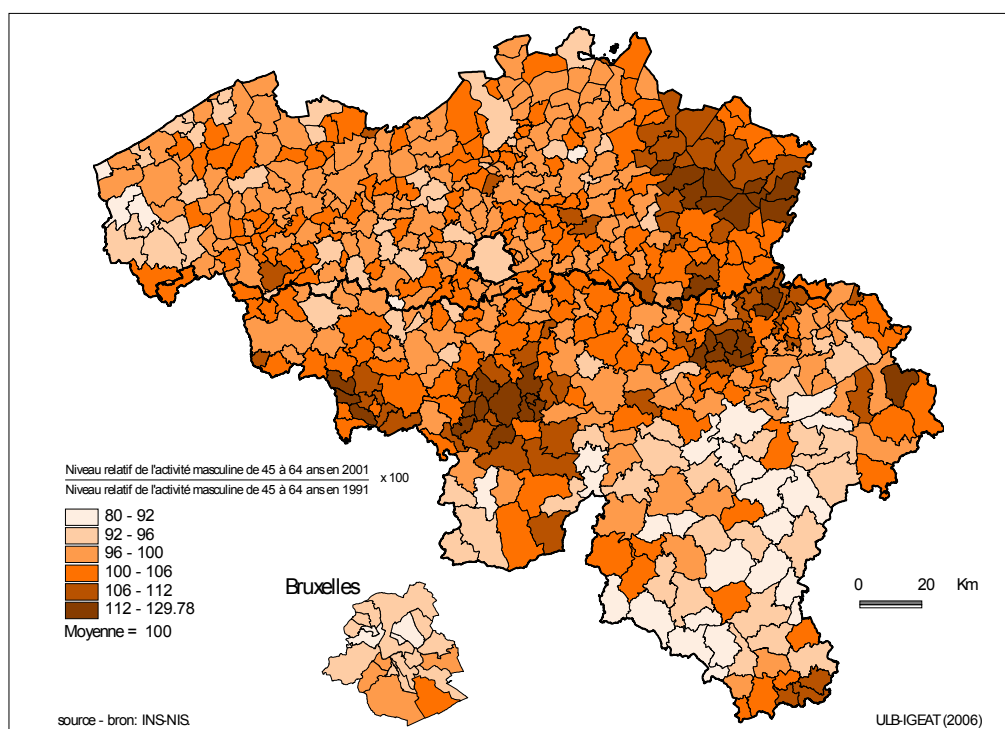 Niveau relatif de l'activité masculine de 45 à 64 ans en 2001
x 100
Niveau relatif de l'activité masculine de 45 à 64 ans en 1991
80 - 92
92 - 96
96 - 100
100 - 106
106 - 112
112 - 129.78
Moyenne = 100
Bruxelles
0 20 Km
source - bron: INS-NIS.
ULB-IGEAT (2006)